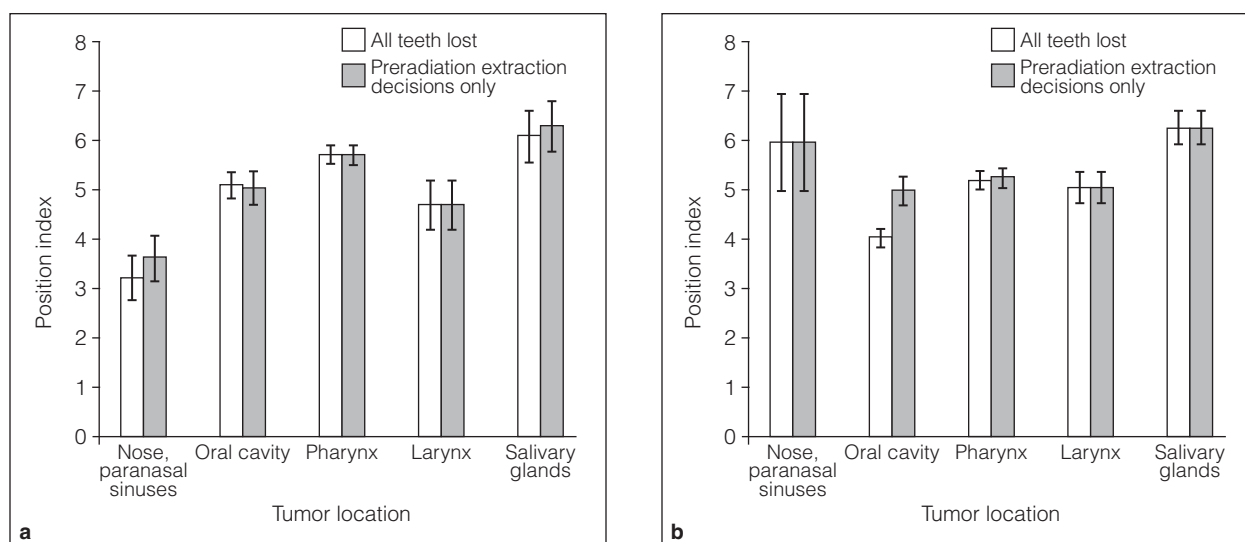 8
7
6
5
4
3
2
1
0
Position index
All teeth lost
Preradiation extraction
decisions only
Nose,
paranasal
sinuses
Oral cavity
Pharynx
Larynx
Salivary
glands
Tumor location
a
8
7
6
5
4
3
2
1
0
Position index
All teeth lost
Preradiation extraction
decisions only
Nose,
paranasal
sinuses
Oral cavity
Pharynx
Larynx
Salivary
glands
Tumor location
b